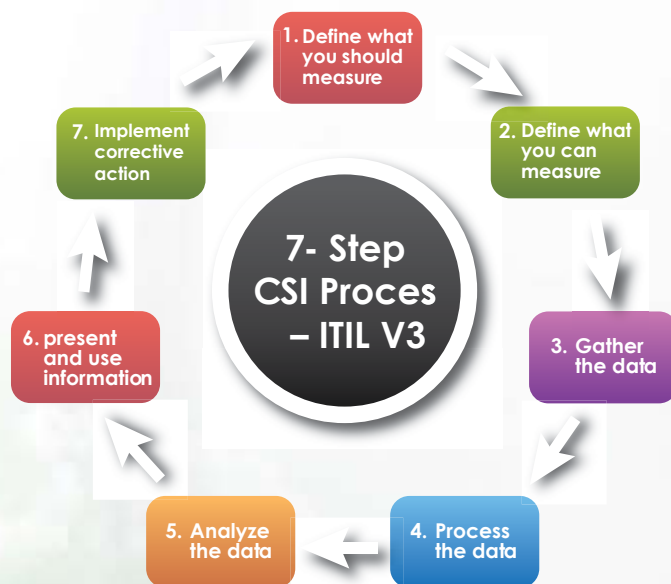 1. Define what
you should
measure
2. Define what
you can
measure
3. Gather
the data
4. Process
the data
5. Analyze
the data
6. present
and use
information
7. Implement
corrective
action
7- Step
CSI Proces
– ITIL V3